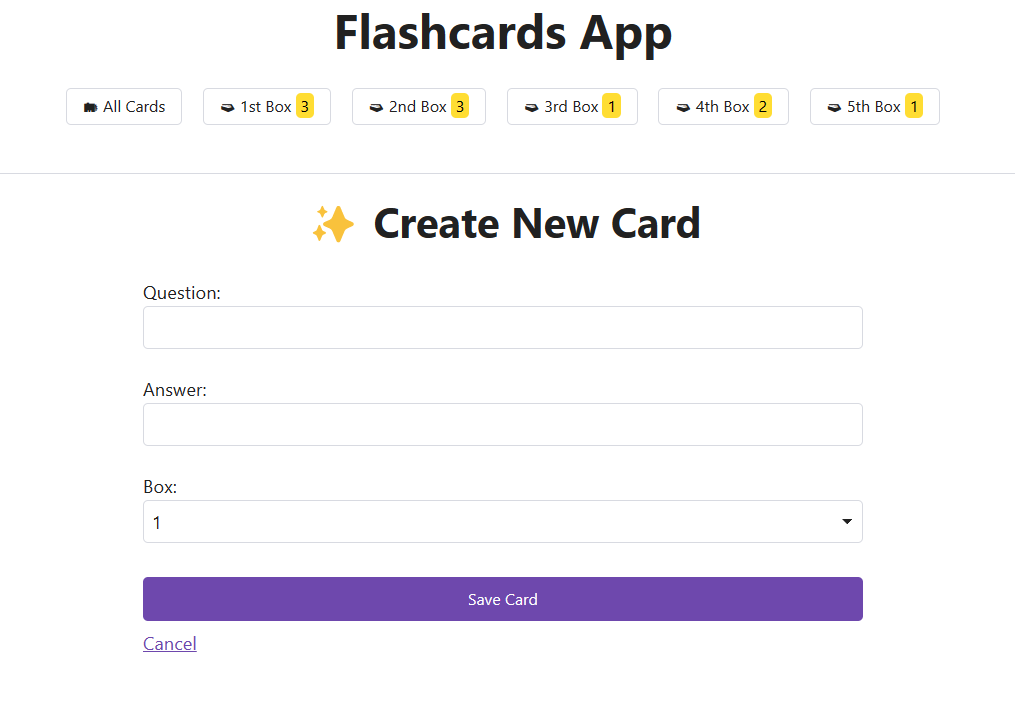 Flashcards App
All Cards 1st Box 3 2nd Box 3 3rd Box 1 4th Box 2 5th Box 1
Create New Card
Question:
Answer:
Box:
1
Save Card
Cancel